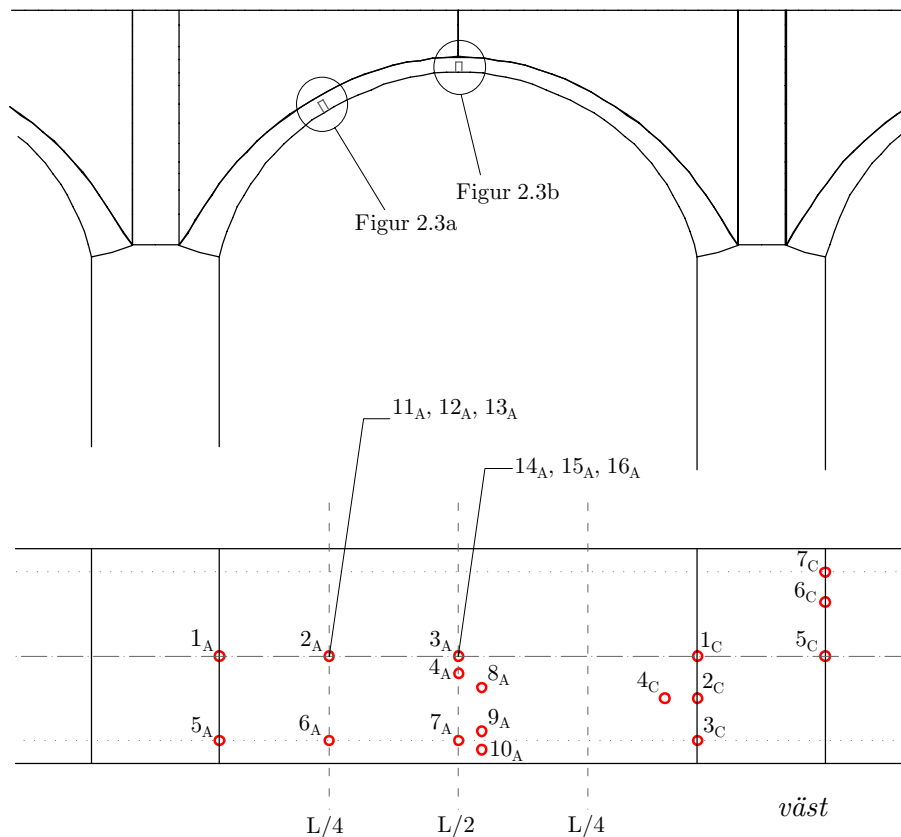 Figur 2.3b
Figur 2.3a
11A, 12A, 13A
14A, 15A, 16A
7C
6C
1A 2A 3A 1C 5C
4A 8A 4C 2C
5A 6A 7A 9A 3C
10A
väst
L/4 L/2 L/4